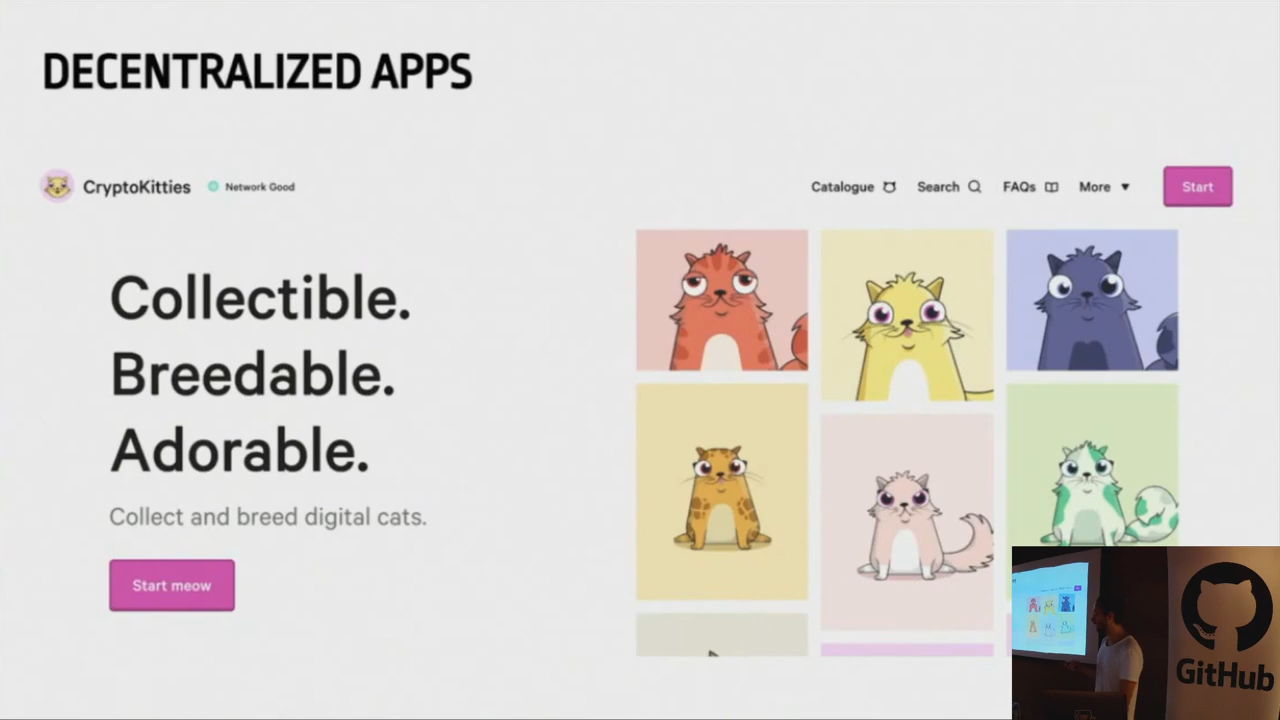 DECENTRALIZED APPS
CryptoKitties Network Good Catalogue Search FAQs More Start
Collectible.
Breedable.
Adorable.
Collect and breed digital cats.
Start meow
GitHub